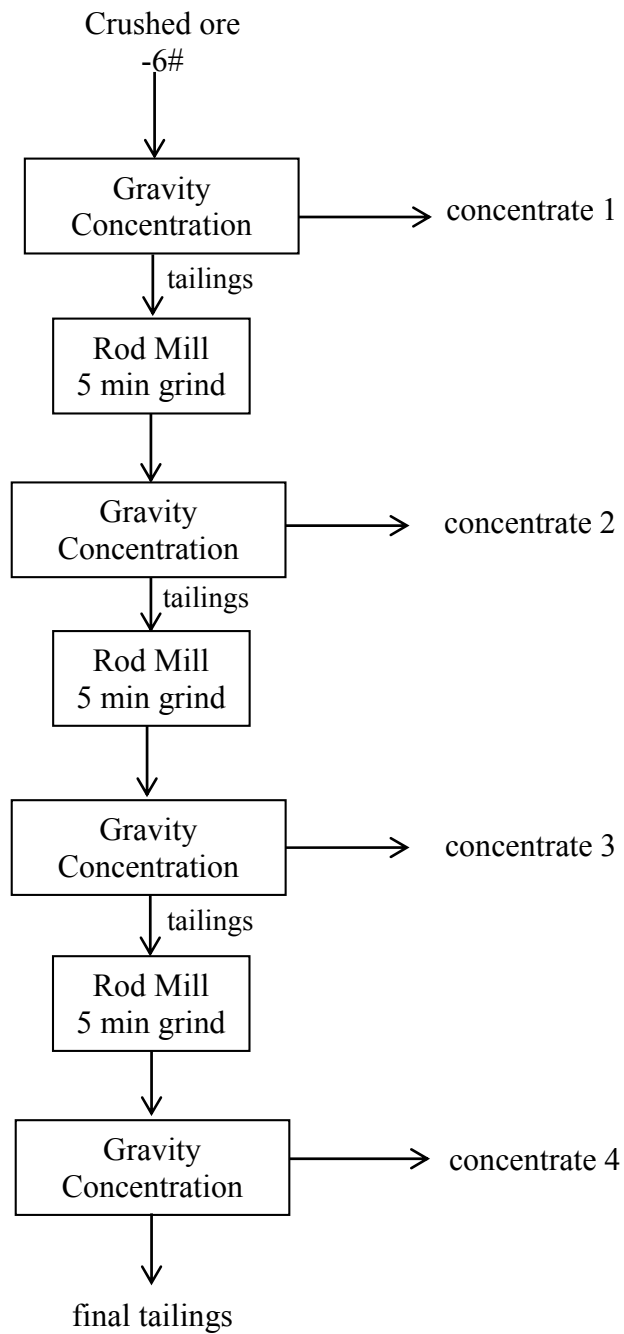 Crushed ore
-6#
Gravity
Concentration
concentrate 1
tailings
Rod Mill
5 min grind
Gravity
Concentration
concentrate 2
tailings
Rod Mill
5 min grind
Gravity
Concentration
concentrate 3
tailings
Rod Mill
5 min grind
Gravity
Concentration
concentrate 4
final tailings